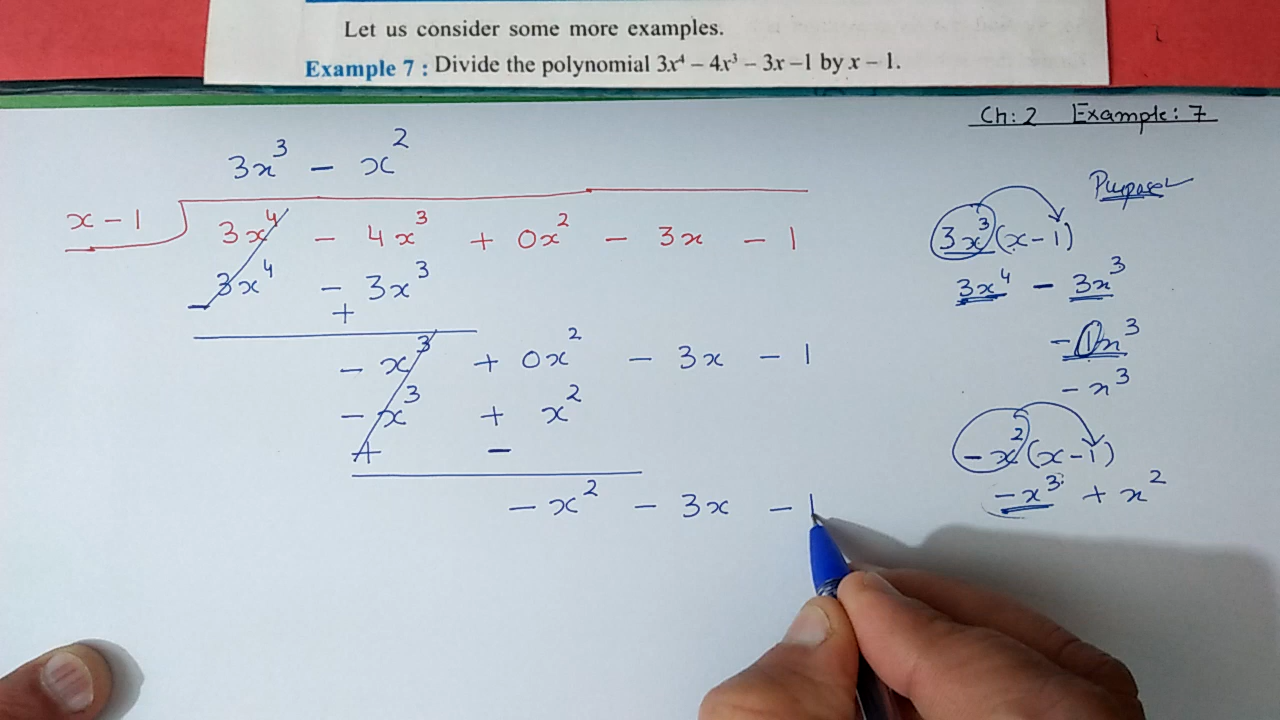 Let us consider some more examples.
Example 7 : Divide the polynomial 3x⁴ – 4x³ – 3x –1 by x – 1.
Ch: 2 Example: 7
3x³ – x²
x – 1
3x⁴ – 4x³ + 0x² – 3x – 1
3x⁴ – 3x³
– +
– x³ + 0x² – 3x – 1
– x³ + x²
+ –
– x² – 3x – 1
3x³(x – 1)
3x⁴ – 3x³
–1x³
–x³
–x²(x–1)
–x³ + x²